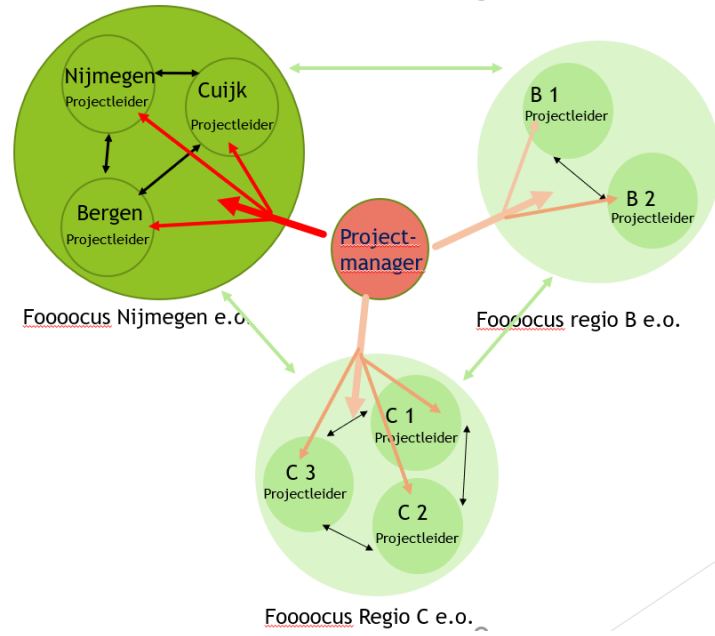 Nijmegen
Projectleider
Cuijk
Projectleider
Bergen
Projectleider
Foooocus Nijmegen e.o.
Project-
manager
B 1
Projectleider
B 2
Projectleider
Foooocus regio B e.o.
C 1
Projectleider
C 3
Projectleider
C 2
Projectleider
Foooocus Regio C e.o.